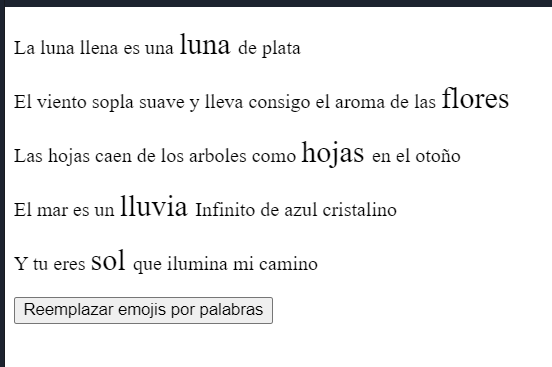 La luna llena es una luna de plata
El viento sopla suave y lleva consigo el aroma de las flores
Las hojas caen de los arboles como hojas en el otoño
El mar es un lluvia Infinito de azul cristalino
Y tu eres sol que ilumina mi camino
Reemplazar emojis por palabras